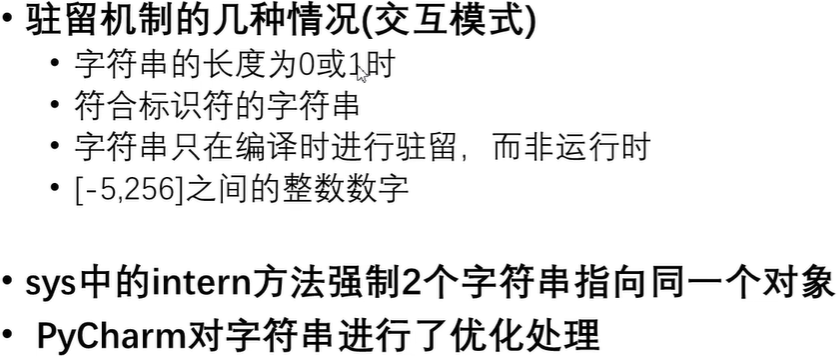 • 驻留机制的几种情况(交互模式)
• 字符串的长度为0或1时
• 符合标识符的字符串
• 字符串只在编译时进行驻留，而非运行时
• [-5,256]之间的整数数字
• sys中的intern方法强制2个字符串指向同一个对象
• PyCharm对字符串进行了优化处理